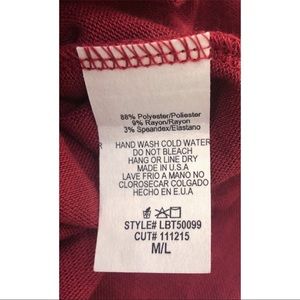 88% Polyester/Poliester
9% Rayon/Rayon
3% Speandex/Elastano
R HAND WASH COLD WATER
DO NOT BLEACH
HANG OR LINE DRY
MADE IN U.S.A
LAVE FRIO A MANO NO
CLOROSECAR COLGADO
HECHO EN E.U.A
STYLE# LBT50099
CUT# 111215
M/L